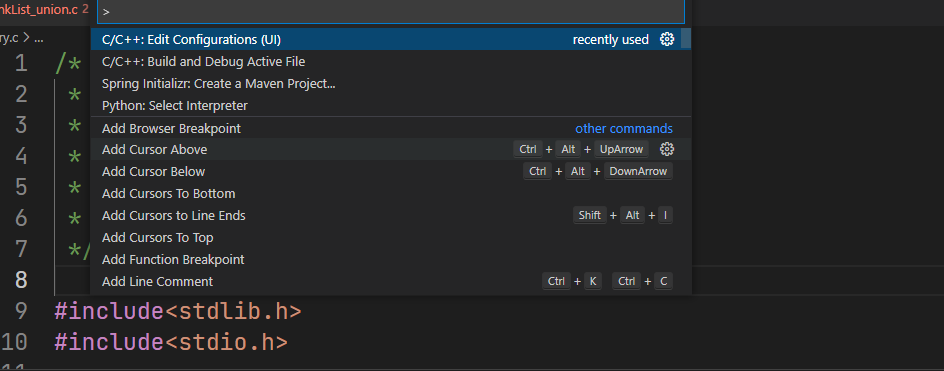 nkList_union.c 2
>
ry.c > ...
C/C++: Edit Configurations (UI) recently used
C/C++: Build and Debug Active File
Spring Initializr: Create a Maven Project...
Python: Select Interpreter
Add Browser Breakpoint other commands
Add Cursor Above Ctrl + Alt + UpArrow
Add Cursor Below Ctrl + Alt + DownArrow
Add Cursors To Bottom
Add Cursors to Line Ends Shift + Alt + I
Add Cursors To Top
Add Function Breakpoint
Add Line Comment Ctrl + K Ctrl + C
1 /*
2 *
3 *
4 *
5 *
6 *
7 */
8
9 #include<stdlib.h>
10 #include<stdio.h>